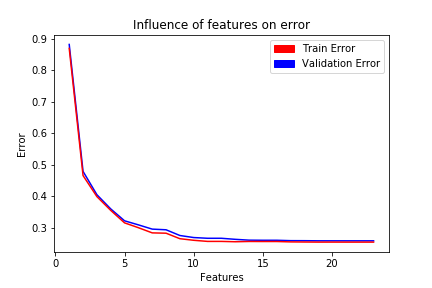 Influence of features on error
Train Error
Validation Error
0.9
0.8
0.7
0.6
0.5
0.4
0.3
Error
0 5 10 15 20
Features